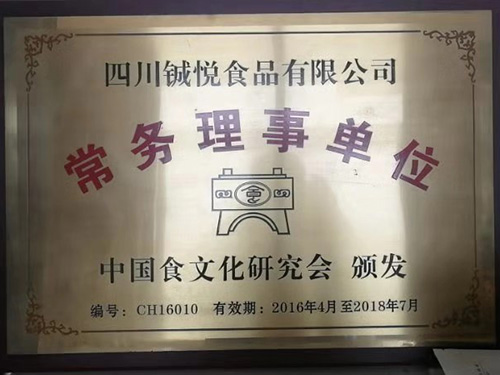 四川铖悦食品有限公司
常务理事单位
食
中国食文化研究会 颁发
编号：CH16010 有效期：2016年4月至2018年7月